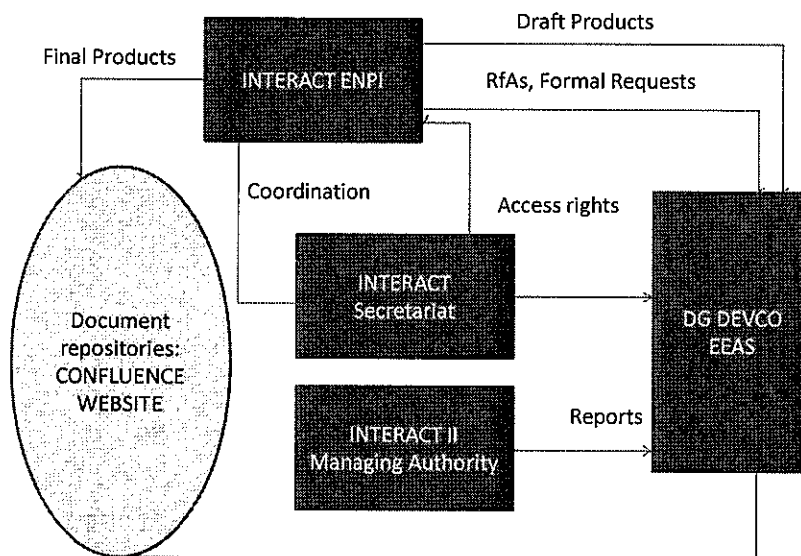 Draft Products
Final Products
INTERACT ENPI
RfAs, Formal Requests
Coordination
Access rights
INTERACT
Secretariat
DG DEVCO
EEAS
Document
repositories:
CONFLUENCE
WEBSITE
Reports
INTERACT II
Managing Authority